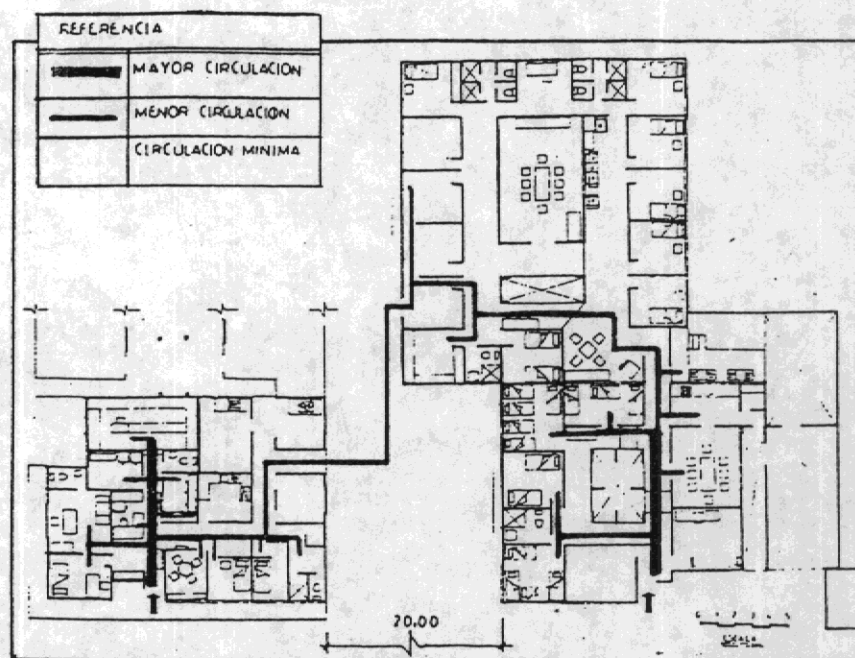 REFERENCIA
MAYOR CIRCULACION
MENOR CIRCULACION
CIRCULACION MINIMA
20.00
ESCALA